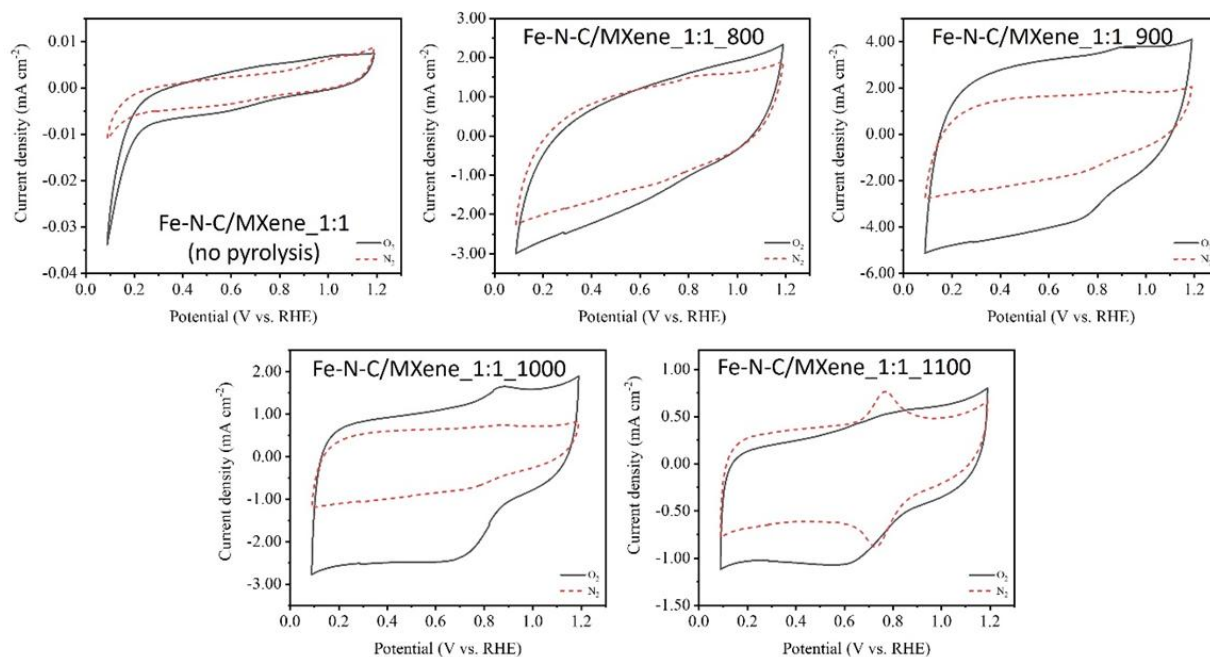 Fe-N-C/MXene_1:1
(no pyrolysis)
Current density (mA cm-2)
0.01
0.00
-0.01
-0.02
-0.03
-0.04
0.0 0.2 0.4 0.6 0.8 1.0 1.2
Potential (V vs. RHE)
O2
N2
Fe-N-C/MXene_1:1_800
Current density (mA cm-2)
3.00
2.00
1.00
0.00
-1.00
-2.00
-3.00
0.0 0.2 0.4 0.6 0.8 1.0 1.2
Potential (V vs. RHE)
O2
N2
Fe-N-C/MXene_1:1_900
Current density (mA cm-2)
4.00
2.00
0.00
-2.00
-4.00
-6.00
0.0 0.2 0.4 0.6 0.8 1.0 1.2
Potential (V vs. RHE)
O2
N2
Fe-N-C/MXene_1:1_1000
Current density (mA cm-2)
2.00
1.00
0.00
-1.00
-2.00
-3.00
0.0 0.2 0.4 0.6 0.8 1.0 1.2
Potential (V vs. RHE)
O2
N2
Fe-N-C/MXene_1:1_1100
Current density (mA cm-2)
1.00
0.50
0.00
-0.50
-1.00
-1.50
0.0 0.2 0.4 0.6 0.8 1.0 1.2
Potential (V vs. RHE)
O2
N2